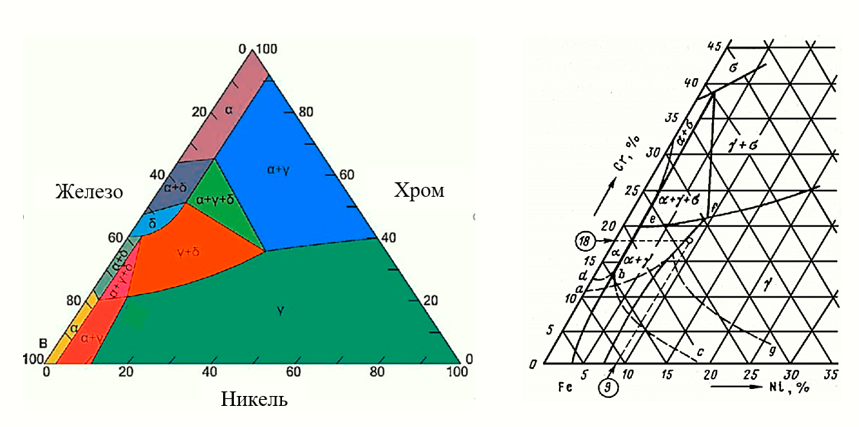 0 100
α
20 80
α+γ
40 60
α+δ
α+γ+δ
Железо
Хром
δ
60 40
γ+δ
α+δ
α+γ+δ
80 20
γ
α
α+γ
В
100 0
20 40 60 80 100
Никель
45
σ
40
35
α+σ
γ+σ
Cr, %
30
25
α+γ+σ
e
f
20
18
α
α+γ
15
d
b
a
10
γ
5
c
g
0
5 10 15 20 25 30 35
Fe
9
Ni, %